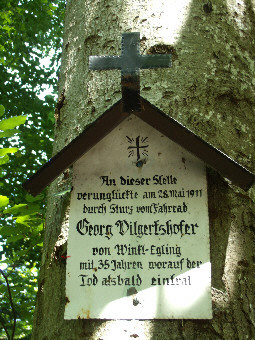 An dieser Stelle
verunglückte am 28. Mai 1911
durch Sturz vom Fahrrad
Georg Pilgertshofer
von Winkl-Egling
mit 35 Jahren worauf der
Tod alsbald eintrat